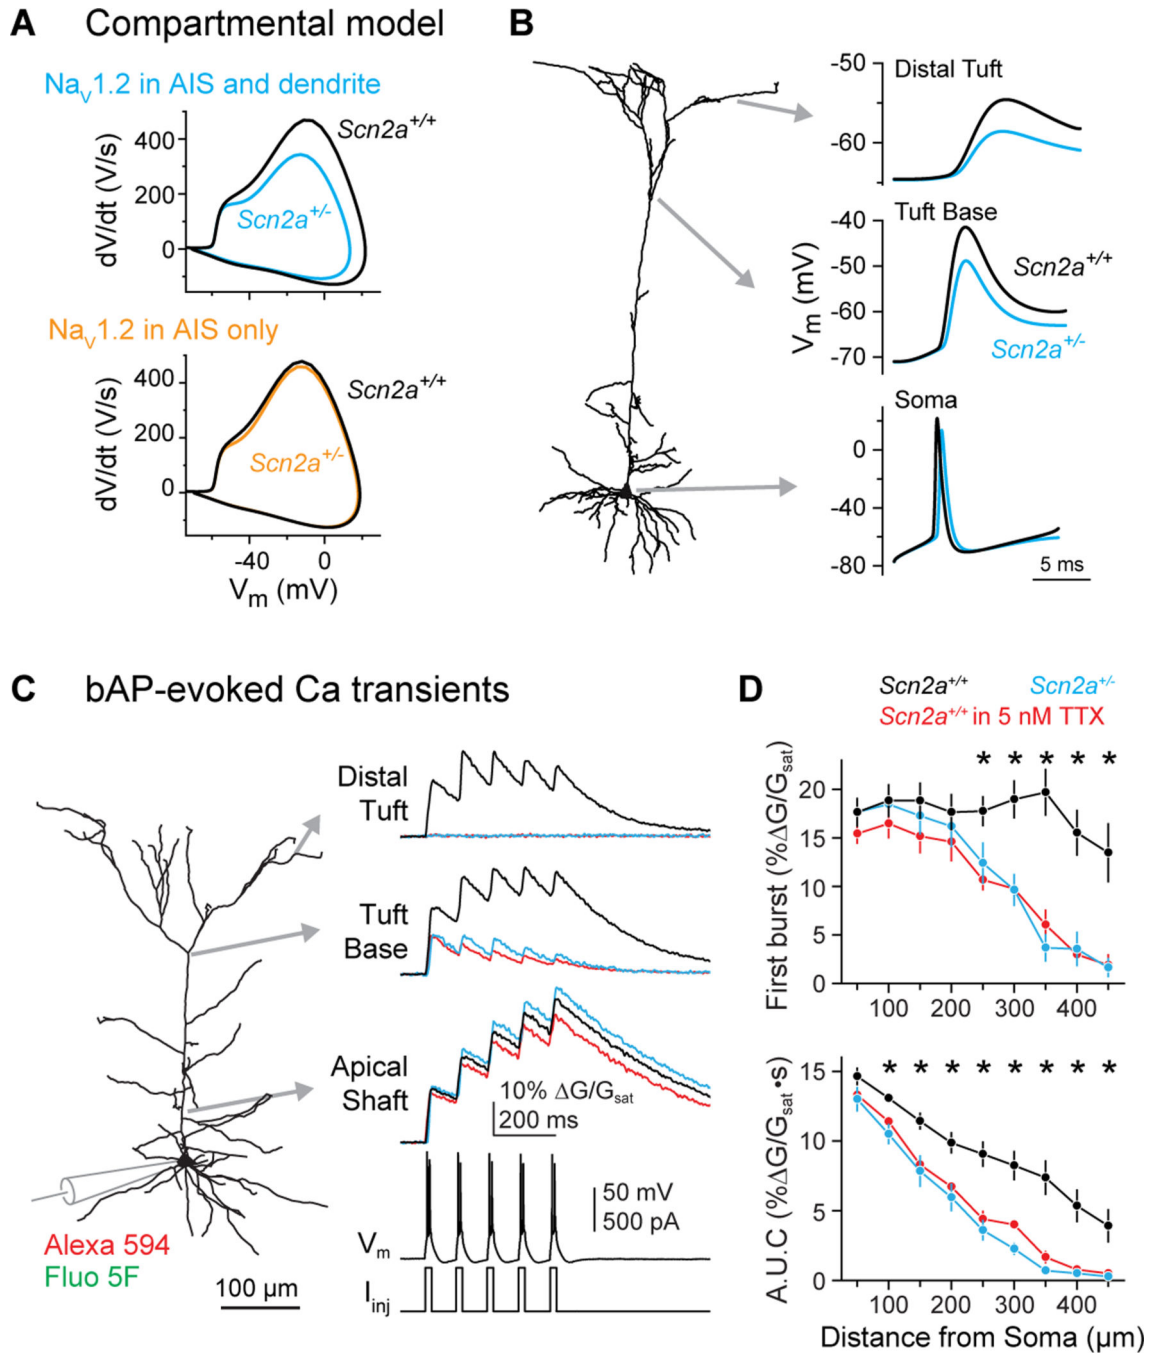 A Compartmental model
NaV1.2 in AIS and dendrite
dV/dt (V/s)
400
200
0
Scn2a+/+
Scn2a+/-
NaV1.2 in AIS only
dV/dt (V/s)
400
200
0
Scn2a+/+
Scn2a+/-
-40 0
Vm (mV)
B
-50
-60
Distal Tuft
Tuft Base
-40
-50
-60
-70
Vm (mV)
Scn2a+/+
Scn2a+/-
Soma
0
-40
-80
5 ms
C bAP-evoked Ca transients
Distal
Tuft
Tuft
Base
Apical
Shaft
10% ΔG/Gsat
200 ms
50 mV
500 pA
Vm
Iinj
Alexa 594
Fluo 5F
100 µm
D
Scn2a+/+ Scn2a+/-
Scn2a+/+ in 5 nM TTX
First burst (%ΔG/Gsat)
* * * * *
20
15
10
5
0
100 200 300 400
A.U.C (%ΔG/Gsat•s)
* * * * * * * *
15
10
5
0
100 200 300 400
Distance from Soma (µm)